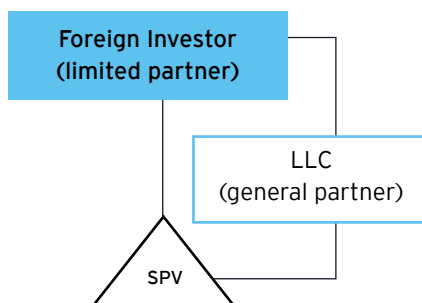 Foreign Investor
(limited partner)
LLC
(general partner)
SPV